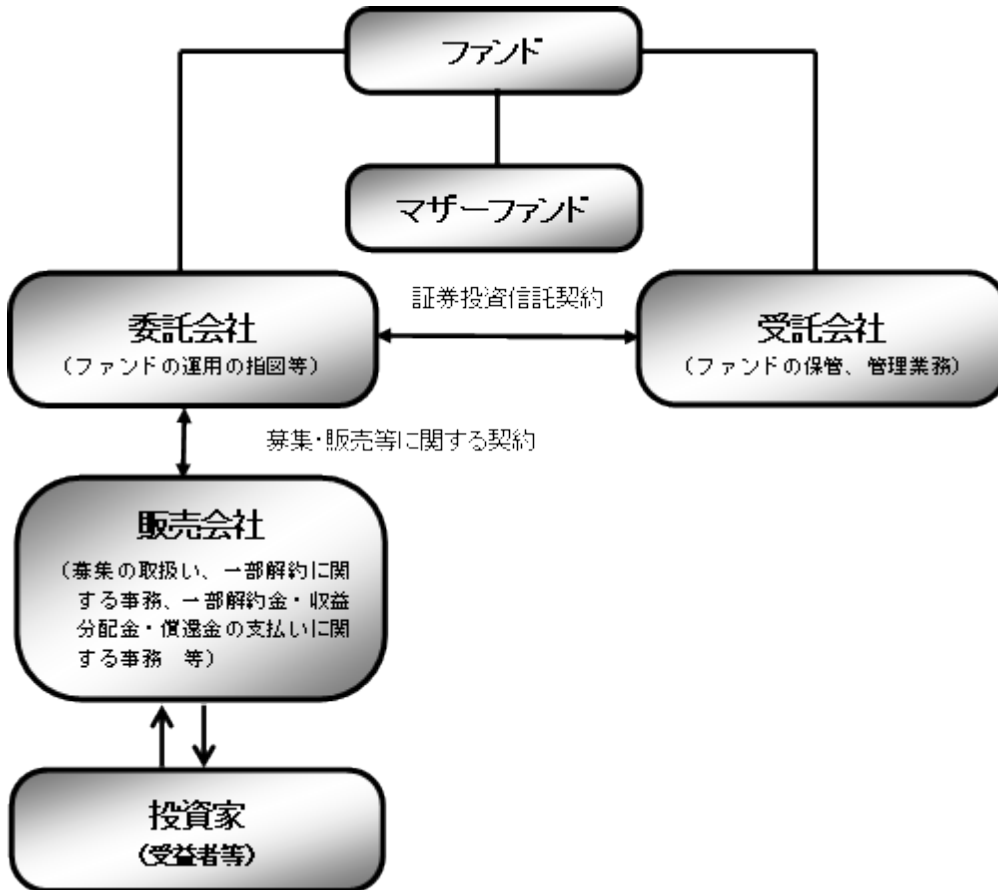 ファンド
マザーファンド
証券投資信託契約
委託会社
(ファンドの運用の指図等)
受託会社
(ファンドの保管、管理業務)
募集・販売等に関する契約
販売会社
(募集の取扱い、一部解約に関
する事務、一部解約金・収益
分配金・償還金の支払いに関
する事務　等)
投資家
(受益者等)